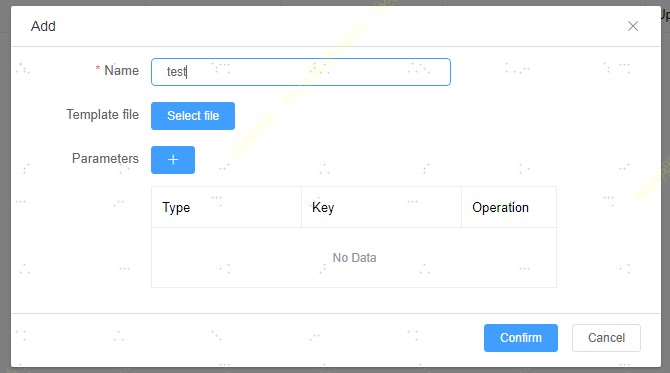 Add
* Name
test
Template file
Select file
Parameters
+
Type Key Operation
No Data
Confirm Cancel